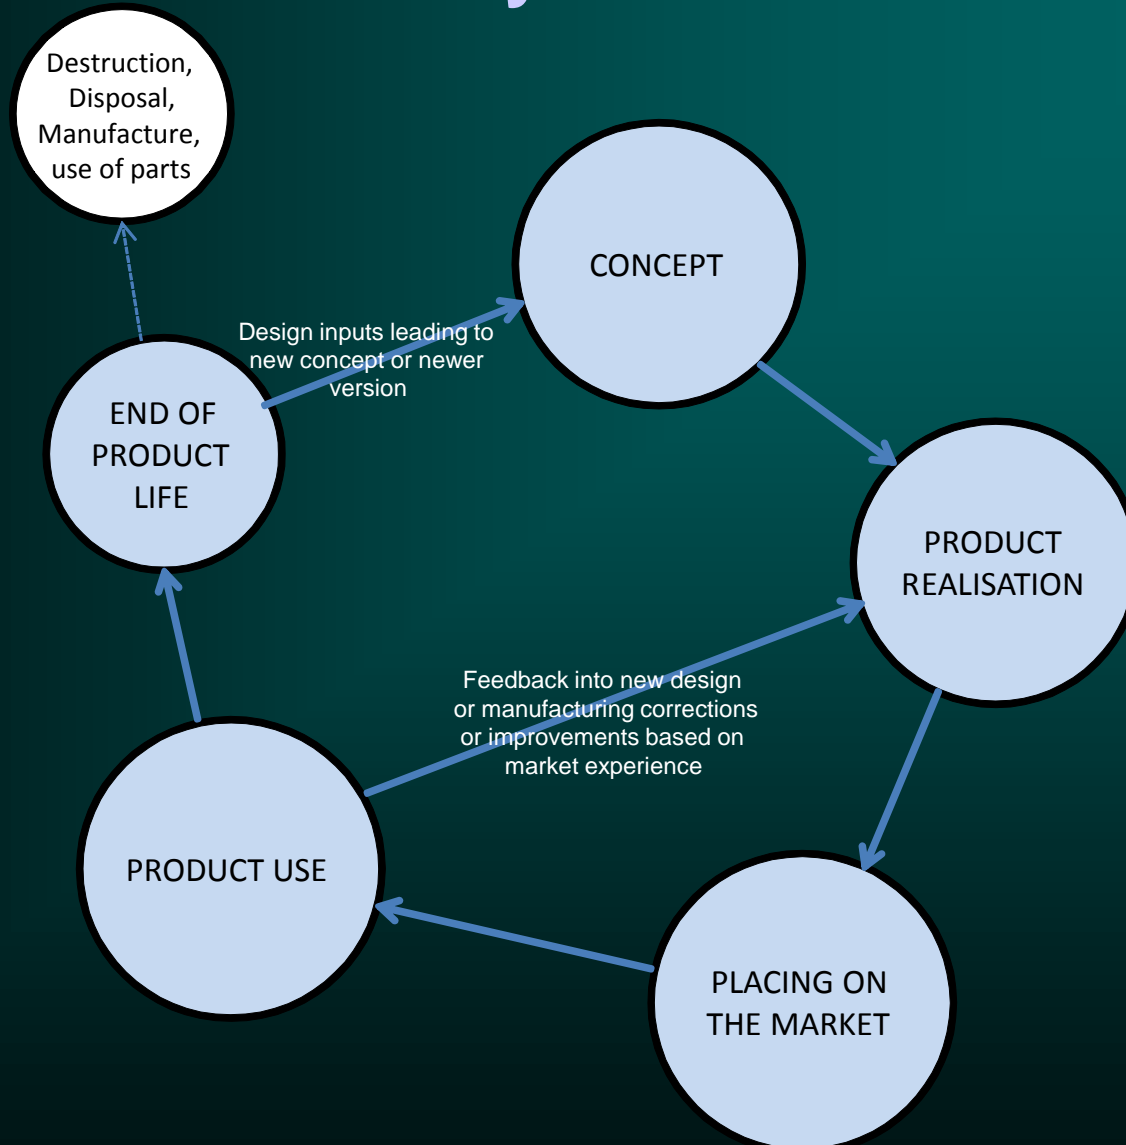 Destruction,
Disposal,
Manufacture,
use of parts
CONCEPT
Design inputs leading to
new concept or newer
version
END OF
PRODUCT
LIFE
PRODUCT
REALISATION
Feedback into new design
or manufacturing corrections
or improvements based on
market experience
PRODUCT USE
PLACING ON
THE MARKET